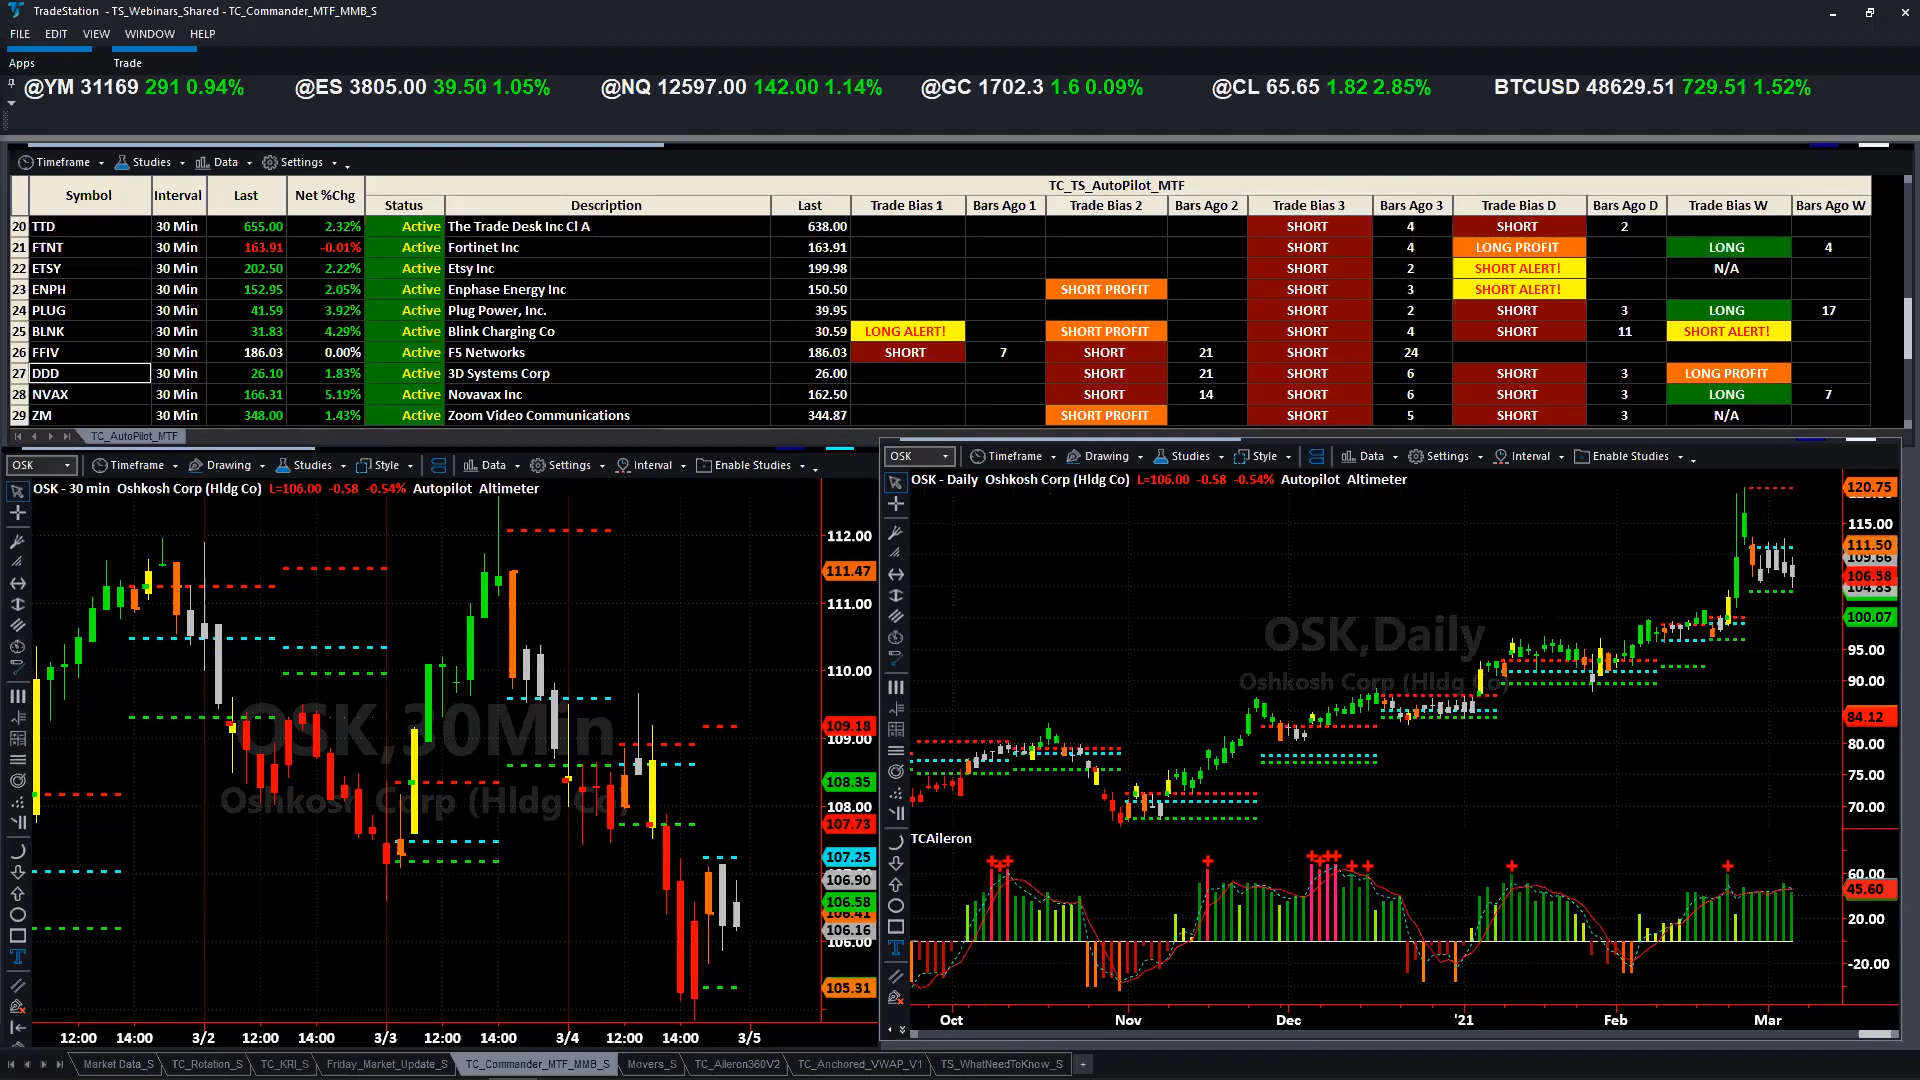 TradeStation - TS_Webinars_Shared - TC_Commander_MTF_MMB_S
FILE EDIT VIEW WINDOW HELP
Apps Trade
@YM 31169 291 0.94% @ES 3805.00 39.50 1.05% @NQ 12597.00 142.00 1.14% @GC 1702.3 1.6 0.09% @CL 65.65 1.82 2.85% BTCUSD 48629.51 729.51 1.52%
Timeframe Studies Data Settings
TC_TS_AutoPilot_MTF
Symbol Interval Last Net %Chg Status Description Last Trade Bias 1 Bars Ago 1 Trade Bias 2 Bars Ago 2 Trade Bias 3 Bars Ago 3 Trade Bias D Bars Ago D Trade Bias W Bars Ago W
20 TTD 30 Min 655.00 2.32% Active The Trade Desk Inc Cl A 638.00 SHORT 4 SHORT 2
21 FTNT 30 Min 163.91 -0.01% Active Fortinet Inc 163.91 SHORT 4 LONG PROFIT LONG 4
22 ETSY 30 Min 202.50 2.22% Active Etsy Inc 199.98 SHORT 2 SHORT ALERT! N/A
23 ENPH 30 Min 152.95 2.05% Active Enphase Energy Inc 150.50 SHORT PROFIT SHORT 3 SHORT ALERT!
24 PLUG 30 Min 41.59 3.92% Active Plug Power, Inc. 39.95 SHORT 2 SHORT 3 LONG 17
25 BLNK 30 Min 31.83 4.29% Active Blink Charging Co 30.59 LONG ALERT! SHORT PROFIT SHORT 4 SHORT 11 SHORT ALERT!
26 FFIV 30 Min 186.03 0.00% Active F5 Networks 186.03 SHORT 7 SHORT 21 SHORT 24
27 DDD 30 Min 26.10 1.83% Active 3D Systems Corp 26.00 SHORT 21 SHORT 6 SHORT 3 LONG PROFIT
28 NVAX 30 Min 166.31 5.19% Active Novavax Inc 162.50 SHORT 14 SHORT 6 SHORT 3 LONG 7
29 ZM 30 Min 348.00 1.43% Active Zoom Video Communications 344.87 SHORT PROFIT SHORT 5 SHORT 3 N/A
TC_AutoPilot_MTF
OSK Timeframe Drawing Studies Style Data Settings Interval Enable Studies
OSK - 30 min Oshkosh Corp (Hldg Co) L=106.00 -0.58 -0.54% Autopilot Altimeter
OSK,30Min
Oshkosh Corp (Hldg Co)
112.00
111.47
111.00
110.00
109.18
109.00
108.35
108.00
107.73
107.25
106.90
106.58
106.41
106.16
106.00
105.31
12:00 14:00 3/2 12:00 14:00 3/3 12:00 14:00 3/4 12:00 14:00 3/5
OSK Timeframe Drawing Studies Style Data Settings Interval Enable Studies
OSK - Daily Oshkosh Corp (Hldg Co) L=106.00 -0.58 -0.54% Autopilot Altimeter
OSK,Daily
Oshkosh Corp (Hldg Co)
120.75
115.00
111.50
109.66
106.58
104.83
100.07
95.00
90.00
84.12
80.00
75.00
70.00
TCAileron
60.00
45.60
20.00
-20.00
Oct Nov Dec '21 Feb Mar
Market Data_S TC_Rotation_S TC_KRI_S Friday_Market_Update_S TC_Commander_MTF_MMB_S Movers_S TC_Aileron360V2 TC_Anchored_VWAP_V1 TS_WhatNeedToKnow_S +